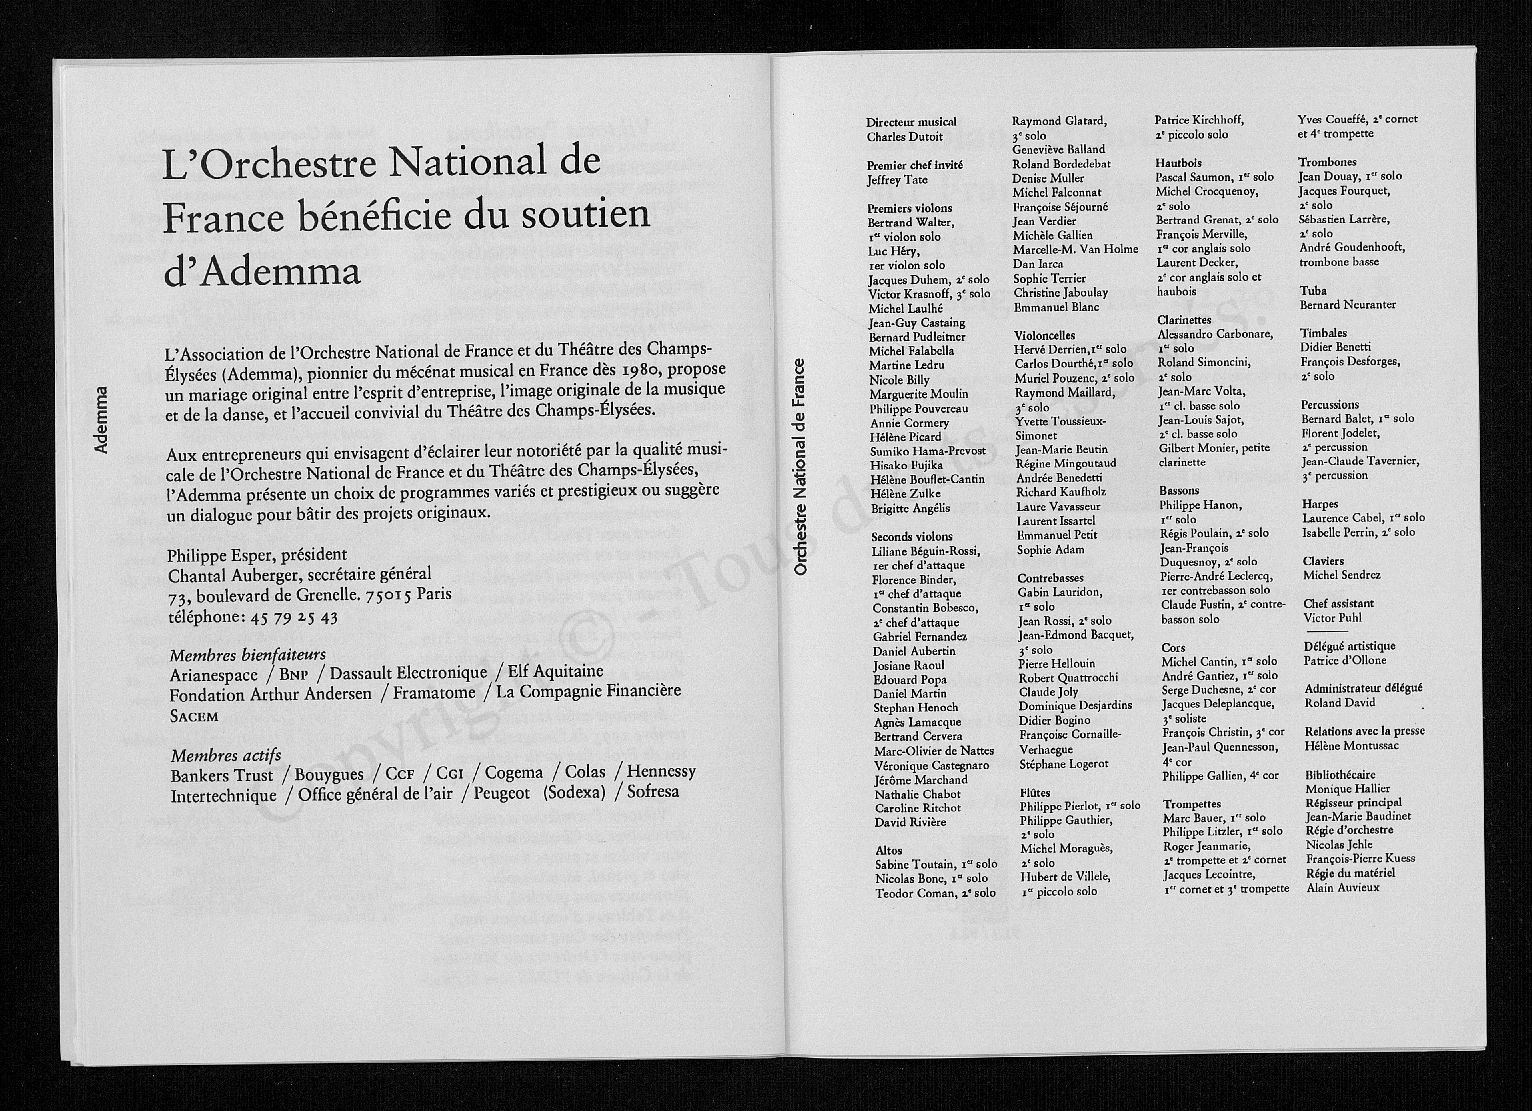 Ademma
L'Orchestre National de
France bénéficie du soutien
d'Ademma
L'Association de l'Orchestre National de France et du Théâtre des Champs-
Élysées (Ademma), pionnier du mécénat musical en France dès 1980, propose
un mariage original entre l'esprit d'entreprise, l'image originale de la musique
et de la danse, et l'accueil convivial du Théâtre des Champs-Élysées.
Aux entrepreneurs qui envisagent d'éclairer leur notoriété par la qualité musi-
cale de l'Orchestre National de France et du Théâtre des Champs-Élysées,
l'Ademma présente un choix de programmes variés et prestigieux ou suggère
un dialogue pour bâtir des projets originaux.
Philippe Esper, président
Chantal Auberger, secrétaire général
73, boulevard de Grenelle. 75015 Paris
téléphone: 45 79 25 43
Membres bienfaiteurs
Arianespace / BNP / Dassault Electronique / Elf Aquitaine
Fondation Arthur Andersen / Framatome / La Compagnie Financière
SACEM
Membres actifs
Bankers Trust / Bouygues / CCF / CGI / Cogema / Colas / Hennessy
Intertechnique / Office général de l'air / Peugeot (Sodexa) / Sofresa
Orchestre National de France
Directeur musical
Charles Dutoit
Premier chef invité
Jeffrey Tate
Premiers violons
Bertrand Walter,
1er violon solo
Luc Héry,
1er violon solo
Jacques Duhem, 2e solo
Victor Krasnoff, 3e solo
Michel Laulhé
Jean-Guy Castaing
Bernard Pudleitner
Michel Falabella
Martine Ledru
Nicole Billy
Marguerite Moulin
Philippe Pouvereau
Annie Cormery
Hélène Picard
Sumiko Hama-Prevost
Hisako Fujika
Hélène Bouflet-Cantin
Hélène Zulke
Brigitte Angélis
Seconds violons
Liliane Béguin-Rossi,
1er chef d'attaque
Florence Binder,
1er chef d'attaque
Constantin Bobesco,
2e chef d'attaque
Gabriel Fernandez
Daniel Aubertin
Josiane Raoul
Edouard Popa
Daniel Martin
Stephan Henoch
Agnès Lamacque
Bertrand Cervera
Marc-Olivier de Nattes
Véronique Castegnaro
Jérôme Marchand
Nathalie Chabot
Caroline Ritchot
David Rivière
Altos
Sabine Toutain, 1er solo
Nicolas Bone, 1er solo
Teodor Coman, 2e solo
Raymond Glatard,
3e solo
Geneviève Balland
Roland Bordedebat
Denise Muller
Michel Falconnat
Françoise Séjourné
Jean Verdier
Michèle Gallien
Marcelle-M. Van Holme
Dan Iarca
Sophie Terrier
Christine Jaboulay
Emmanuel Blanc
Violoncelles
Hervé Derrien,1er solo
Carlos Dourthé,1er solo
Muriel Pouzenc, 2e solo
Raymond Maillard,
3e solo
Yvette Toussieux-
Simonet
Jean-Marie Beutin
Régine Mingoutaud
Andrée Benedetti
Richard Kaufholz
Laure Vavasseur
Laurent Issartel
Emmanuel Petit
Sophie Adam
Contrebasses
Gabin Lauridon,
1er solo
Jean Rossi, 2e solo
Jean-Edmond Bacquet,
3e solo
Pierre Hellouin
Robert Quattrocchi
Claude Joly
Dominique Desjardins
Didier Bogino
Françoise Cornaille-
Verhaegue
Stéphane Logerot
Flûtes
Philippe Pierlot, 1er solo
Philippe Gauthier,
2e solo
Michel Moraguès,
2e solo
Hubert de Villele,
1er piccolo solo
Patrice Kirchhoff,
2e piccolo solo
Hautbois
Pascal Saumon, 1er solo
Michel Crocquenoy,
2e solo
Bertrand Grenat, 2e solo
François Merville,
1er cor anglais solo
Laurent Decker,
2e cor anglais solo et
haubois
Clarinettes
Alessandro Carbonare,
1er solo
Roland Simoncini,
2e solo
Jean-Marc Volta,
1er cl. basse solo
Jean-Louis Sajot,
2e cl. basse solo
Gilbert Monier, petite
clarinette
Bassons
Philippe Hanon,
1er solo
Régis Poulain, 2e solo
Jean-François
Duquesnoy, 2e solo
Pierre-André Leclercq,
1er contrebasson solo
Claude Fustin, 2e contre-
basson solo
Cors
Michel Cantin, 1er solo
André Gantiez, 1er solo
Serge Duchesne, 2e cor
Jacques Deleplancque,
3e soliste
François Christin, 3e cor
Jean-Paul Quennesson,
4e cor
Philippe Gallien, 4e cor
Trompettes
Marc Bauer, 1er solo
Philippe Litzler, 1er solo
Roger Jeanmarie,
2e trompette et 2e cornet
Jacques Lecointre,
1er cornet et 3e trompette
Yves Coueffé, 2e cornet
et 4e trompette
Trombones
Jean Douay, 1er solo
Jacques Fourquet,
2e solo
Sébastien Larrère,
2e solo
André Goudenhooft,
trombone basse
Tuba
Bernard Neuranter
Timbales
Didier Benetti
François Desforges,
2e solo
Percussions
Bernard Balet, 1er solo
Florent Jodelet,
2e percussion
Jean-Claude Tavernier,
3e percussion
Harpes
Laurence Cabel, 1er solo
Isabelle Perrin, 2e solo
Claviers
Michel Sendrez
Chef assistant
Victor Puhl
Délégué artistique
Patrice d'Ollone
Administrateur délégué
Roland David
Relations avec la presse
Hélène Montussac
Bibliothécaire
Monique Hallier
Régisseur principal
Jean-Marie Baudinet
Régie d'orchestre
Nicolas Jehle
François-Pierre Kuess
Régie du matériel
Alain Auvieux